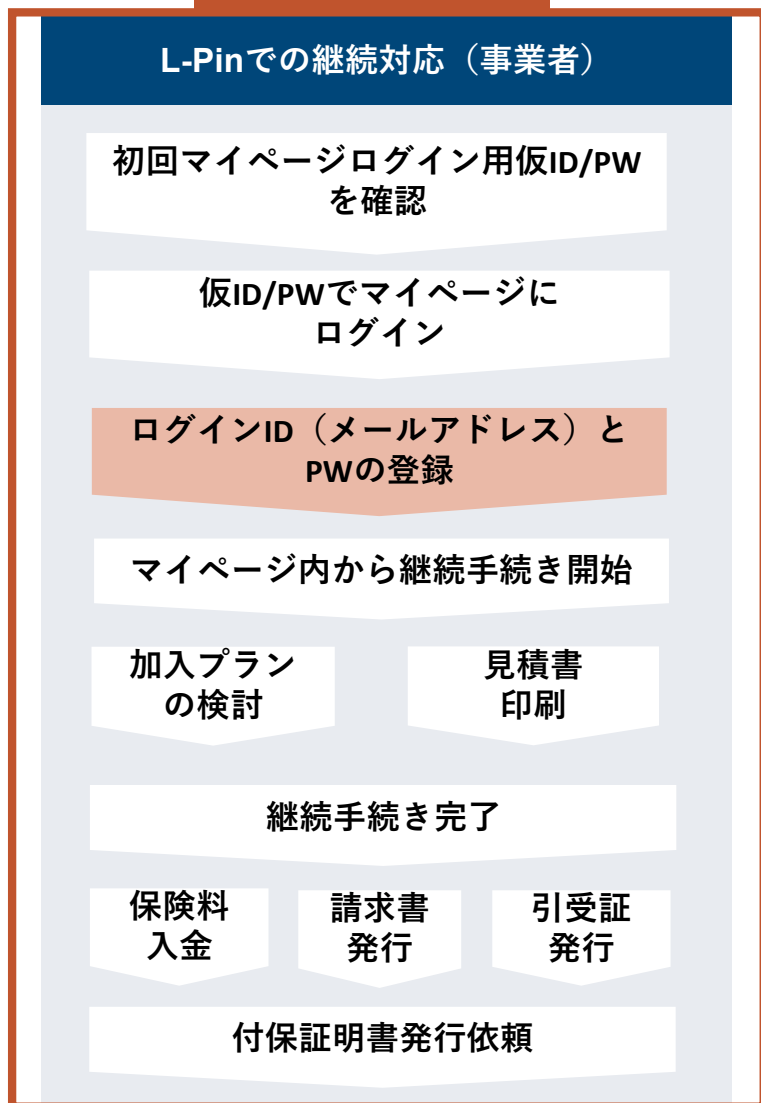 L-Pinでの継続対応（事業者）
初回マイページログイン用仮ID/PW
を確認
仮ID/PWでマイページに
ログイン
ログインID（メールアドレス）と
PWの登録
マイページ内から継続手続き開始
加入プラン
の検討
見積書
印刷
継続手続き完了
保険料
入金
請求書
発行
引受証
発行
付保証明書発行依頼